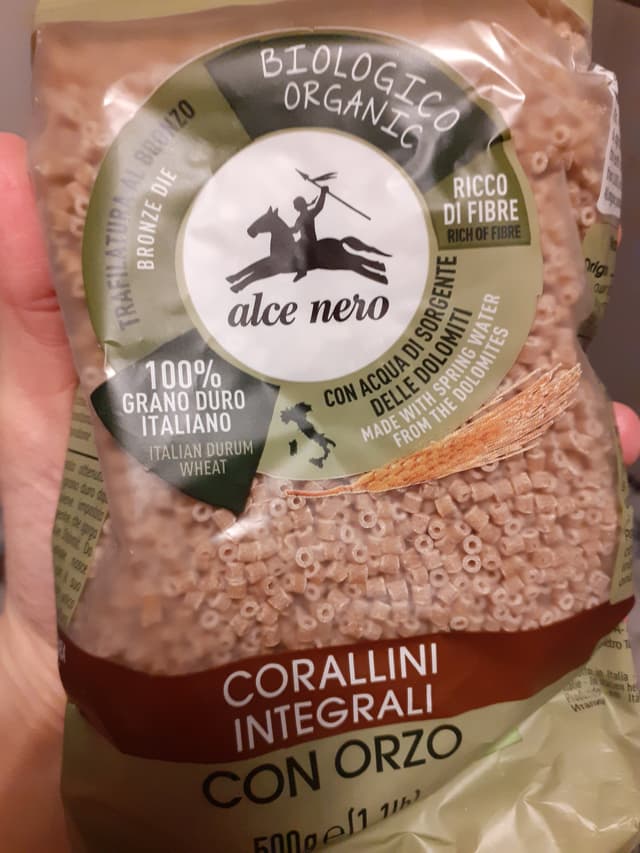 BIOLOGICO
ORGANIC
TRAFILATURA AL BRONZO
BRONZE DIE
RICCO
DI FIBRE
RICH OF FIBRE
alce nero
100%
GRANO DURO
ITALIANO
ITALIAN DURUM
WHEAT
CON ACQUA DI SORGENTE
DELLE DOLOMITI
MADE WITH SPRING WATER
FROM THE DOLOMITES
CORALLINI
INTEGRALI
CON ORZO
500g e (1.1lb)